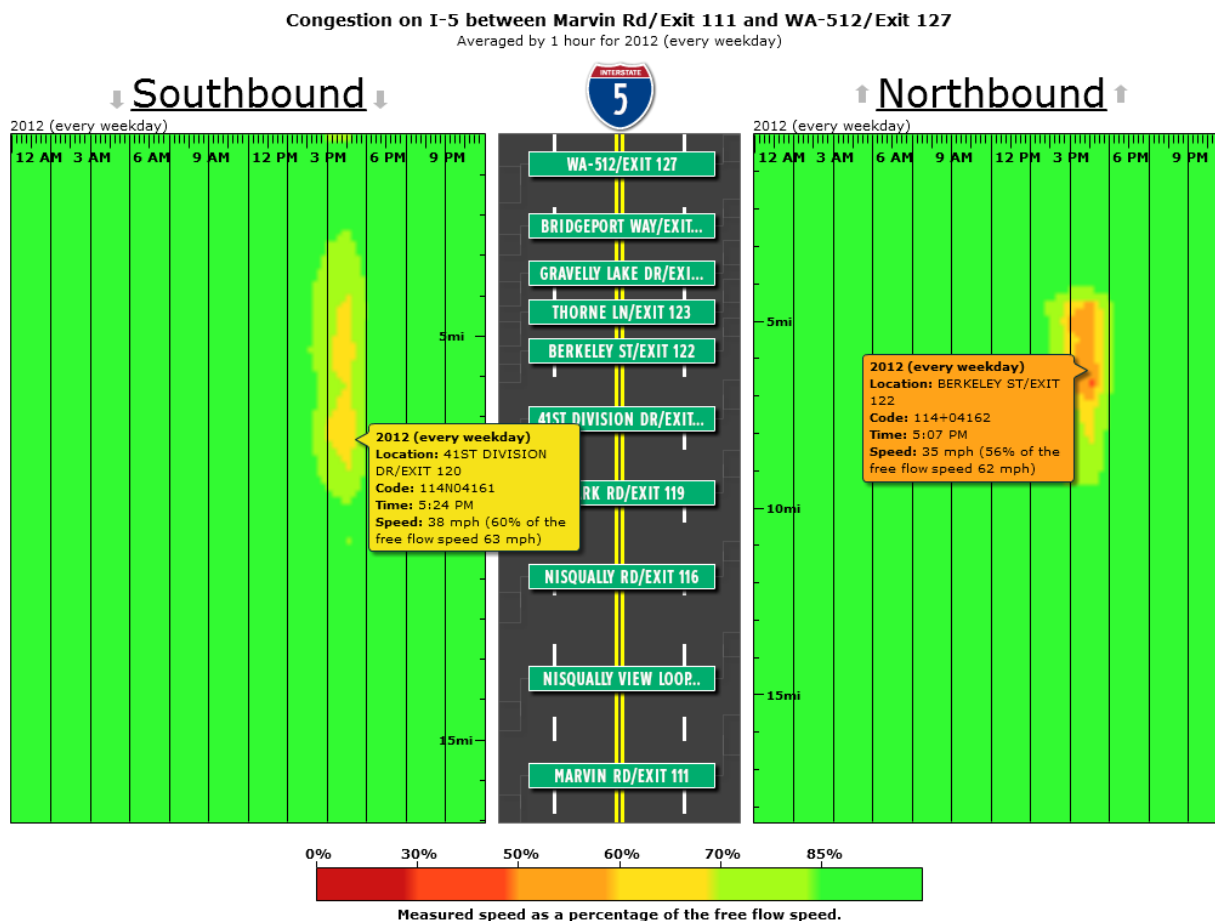 Congestion on I-5 between Marvin Rd/Exit 111 and WA-512/Exit 127
Averaged by 1 hour for 2012 (every weekday)
Southbound
INTERSTATE
5
Northbound
2012 (every weekday)
12 AM 3 AM 6 AM 9 AM 12 PM 3 PM 6 PM 9 PM
5mi
15mi
2012 (every weekday)
Location: 41ST DIVISION
DR/EXIT 120
Code: 114N04161
Time: 5:24 PM
Speed: 38 mph (60% of the
free flow speed 63 mph)
WA-512/EXIT 127
BRIDGEPORT WAY/EXIT...
GRAVELLY LAKE DR/EXI...
THORNE LN/EXIT 123
BERKELEY ST/EXIT 122
41ST DIVISION DR/EXIT...
RK RD/EXIT 119
NISQUALLY RD/EXIT 116
NISQUALLY VIEW LOOP...
MARVIN RD/EXIT 111
2012 (every weekday)
12 AM 3 AM 6 AM 9 AM 12 PM 3 PM 6 PM 9 PM
5mi
10mi
15mi
2012 (every weekday)
Location: BERKELEY ST/EXIT
122
Code: 114+04162
Time: 5:07 PM
Speed: 35 mph (56% of the
free flow speed 62 mph)
0% 30% 50% 60% 70% 85%
Measured speed as a percentage of the free flow speed.